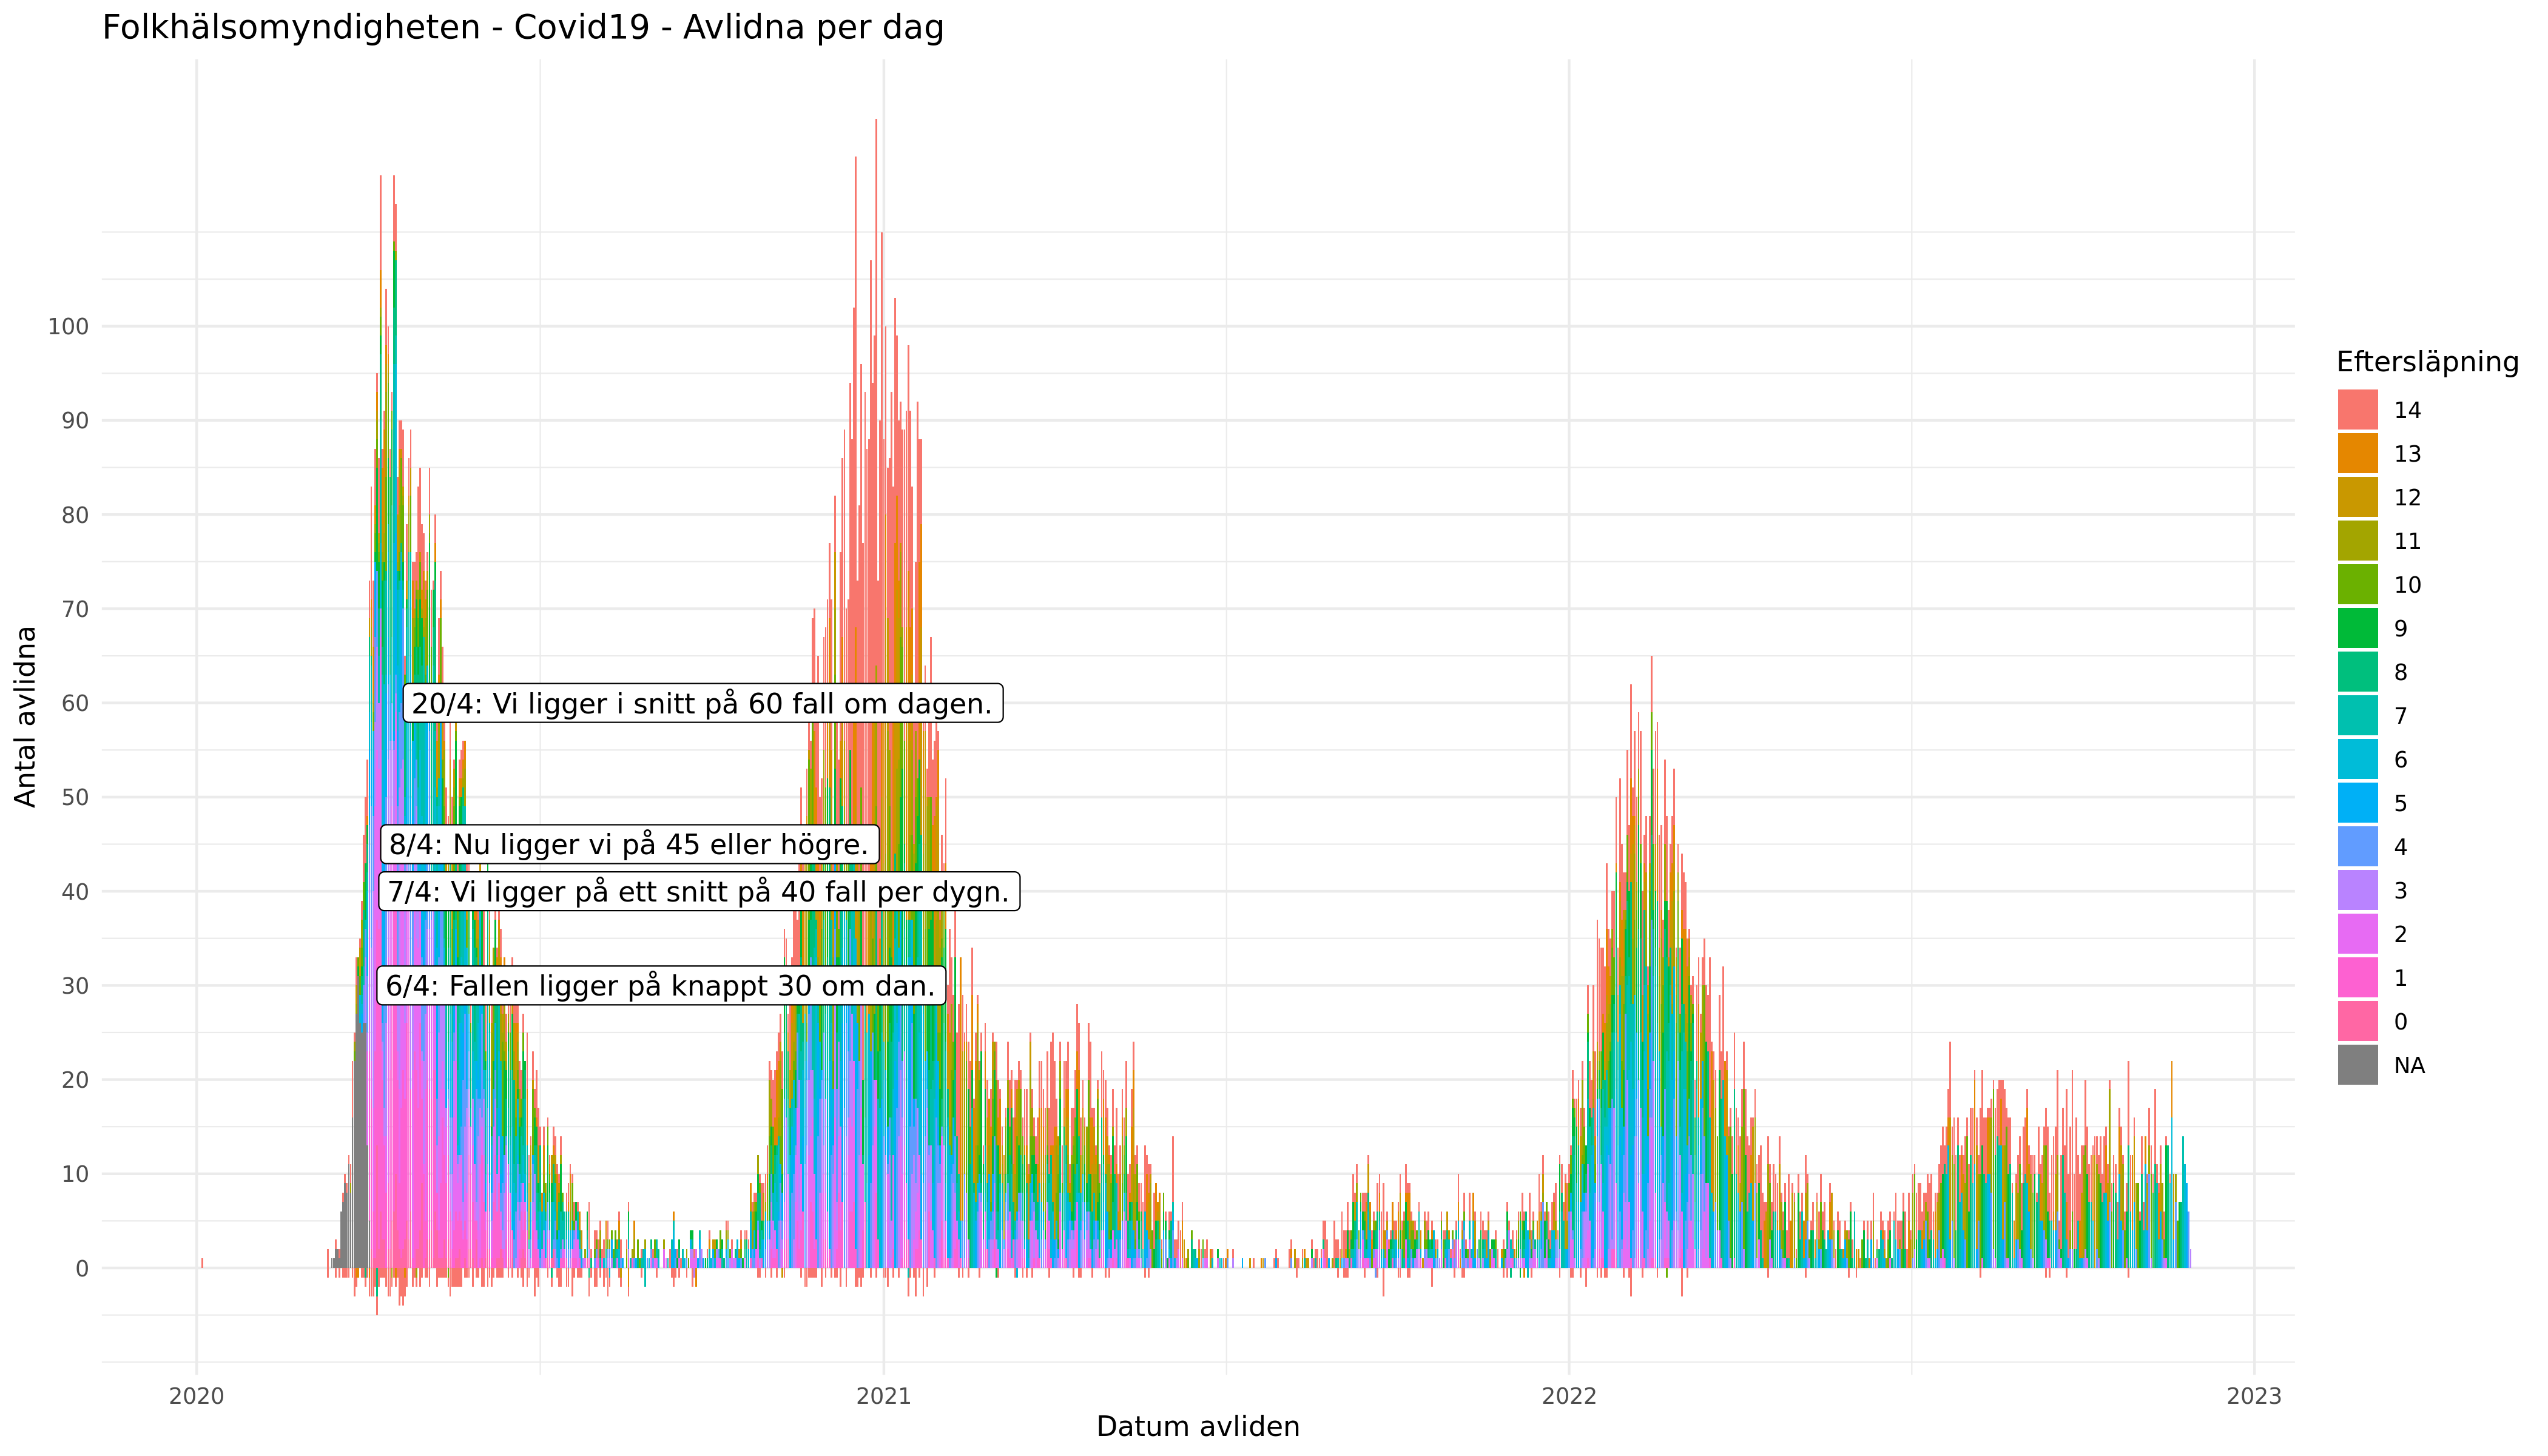 Folkhälsomyndigheten - Covid19 - Avlidna per dag
Antal avlidna
100
90
80
70
60
50
40
30
20
10
0
20/4: Vi ligger i snitt på 60 fall om dagen.
8/4: Nu ligger vi på 45 eller högre.
7/4: Vi ligger på ett snitt på 40 fall per dygn.
6/4: Fallen ligger på knappt 30 om dan.
2020 2021 2022 2023
Datum avliden
Eftersläpning
14
13
12
11
10
9
8
7
6
5
4
3
2
1
0
NA